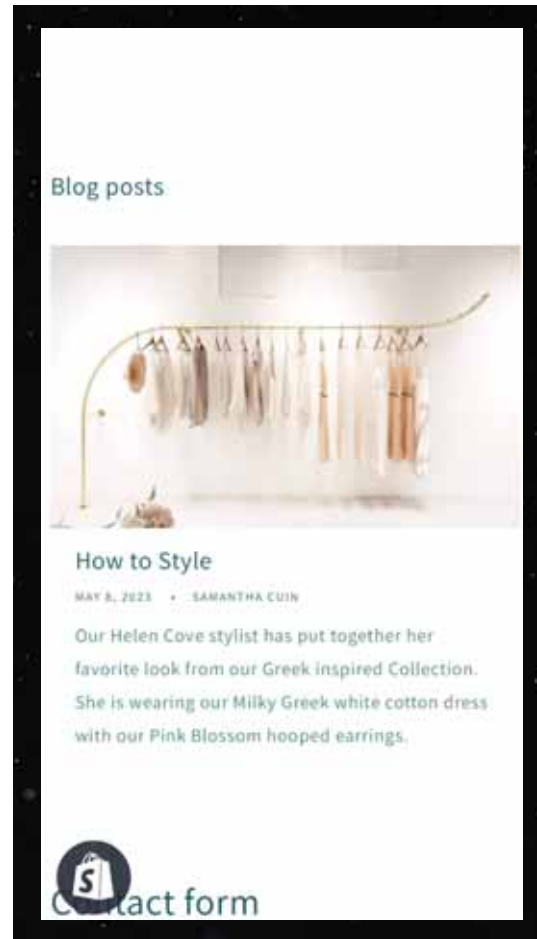 Blog posts
How to Style
MAY 8, 2023 • SAMANTHA CUIN
Our Helen Cove stylist has put together her
favorite look from our Greek inspired Collection.
She is wearing our Milky Greek white cotton dress
with our Pink Blossom hooped earrings.
S
Contact form